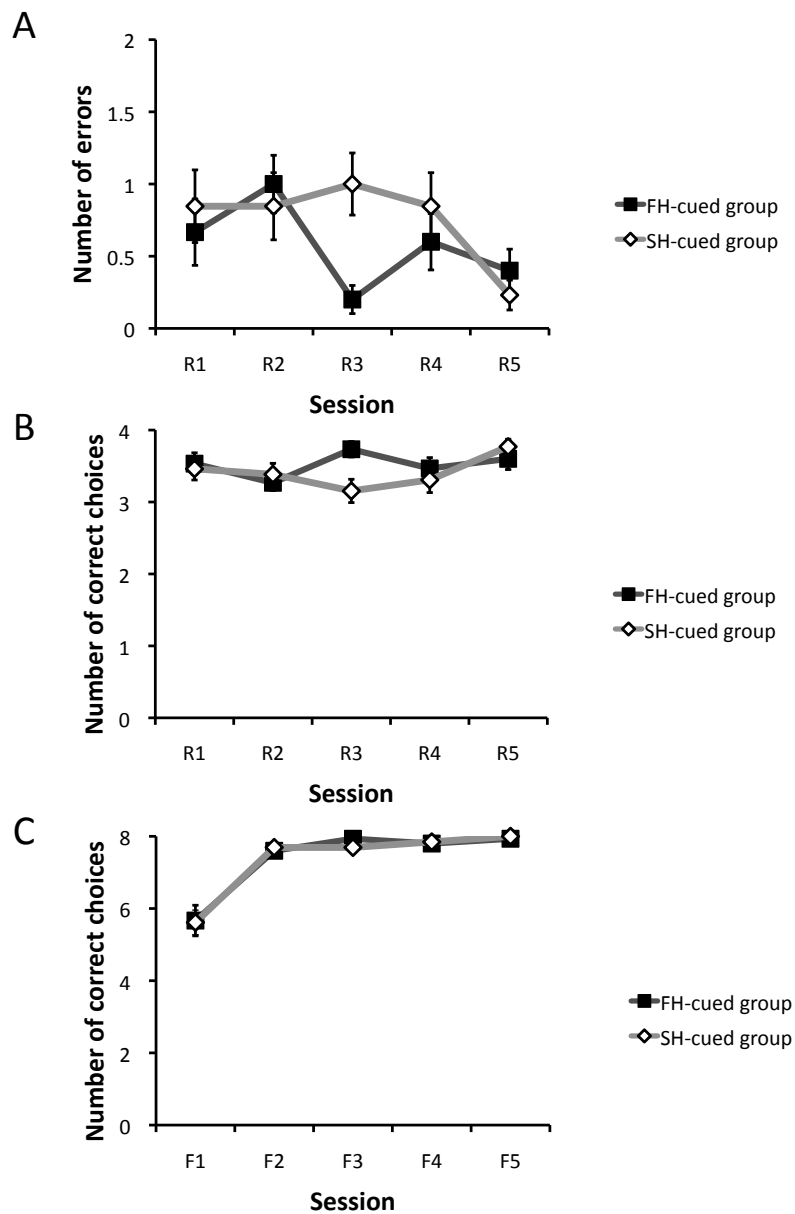 A
2
1.5
1
0.5
0
Number of errors
R1 R2 R3 R4 R5
Session
FH-cued group
SH-cued group
B
4
3
2
1
0
Number of correct choices
R1 R2 R3 R4 R5
Session
FH-cued group
SH-cued group
C
8
6
4
2
0
Number of correct choices
F1 F2 F3 F4 F5
Session
FH-cued group
SH-cued group